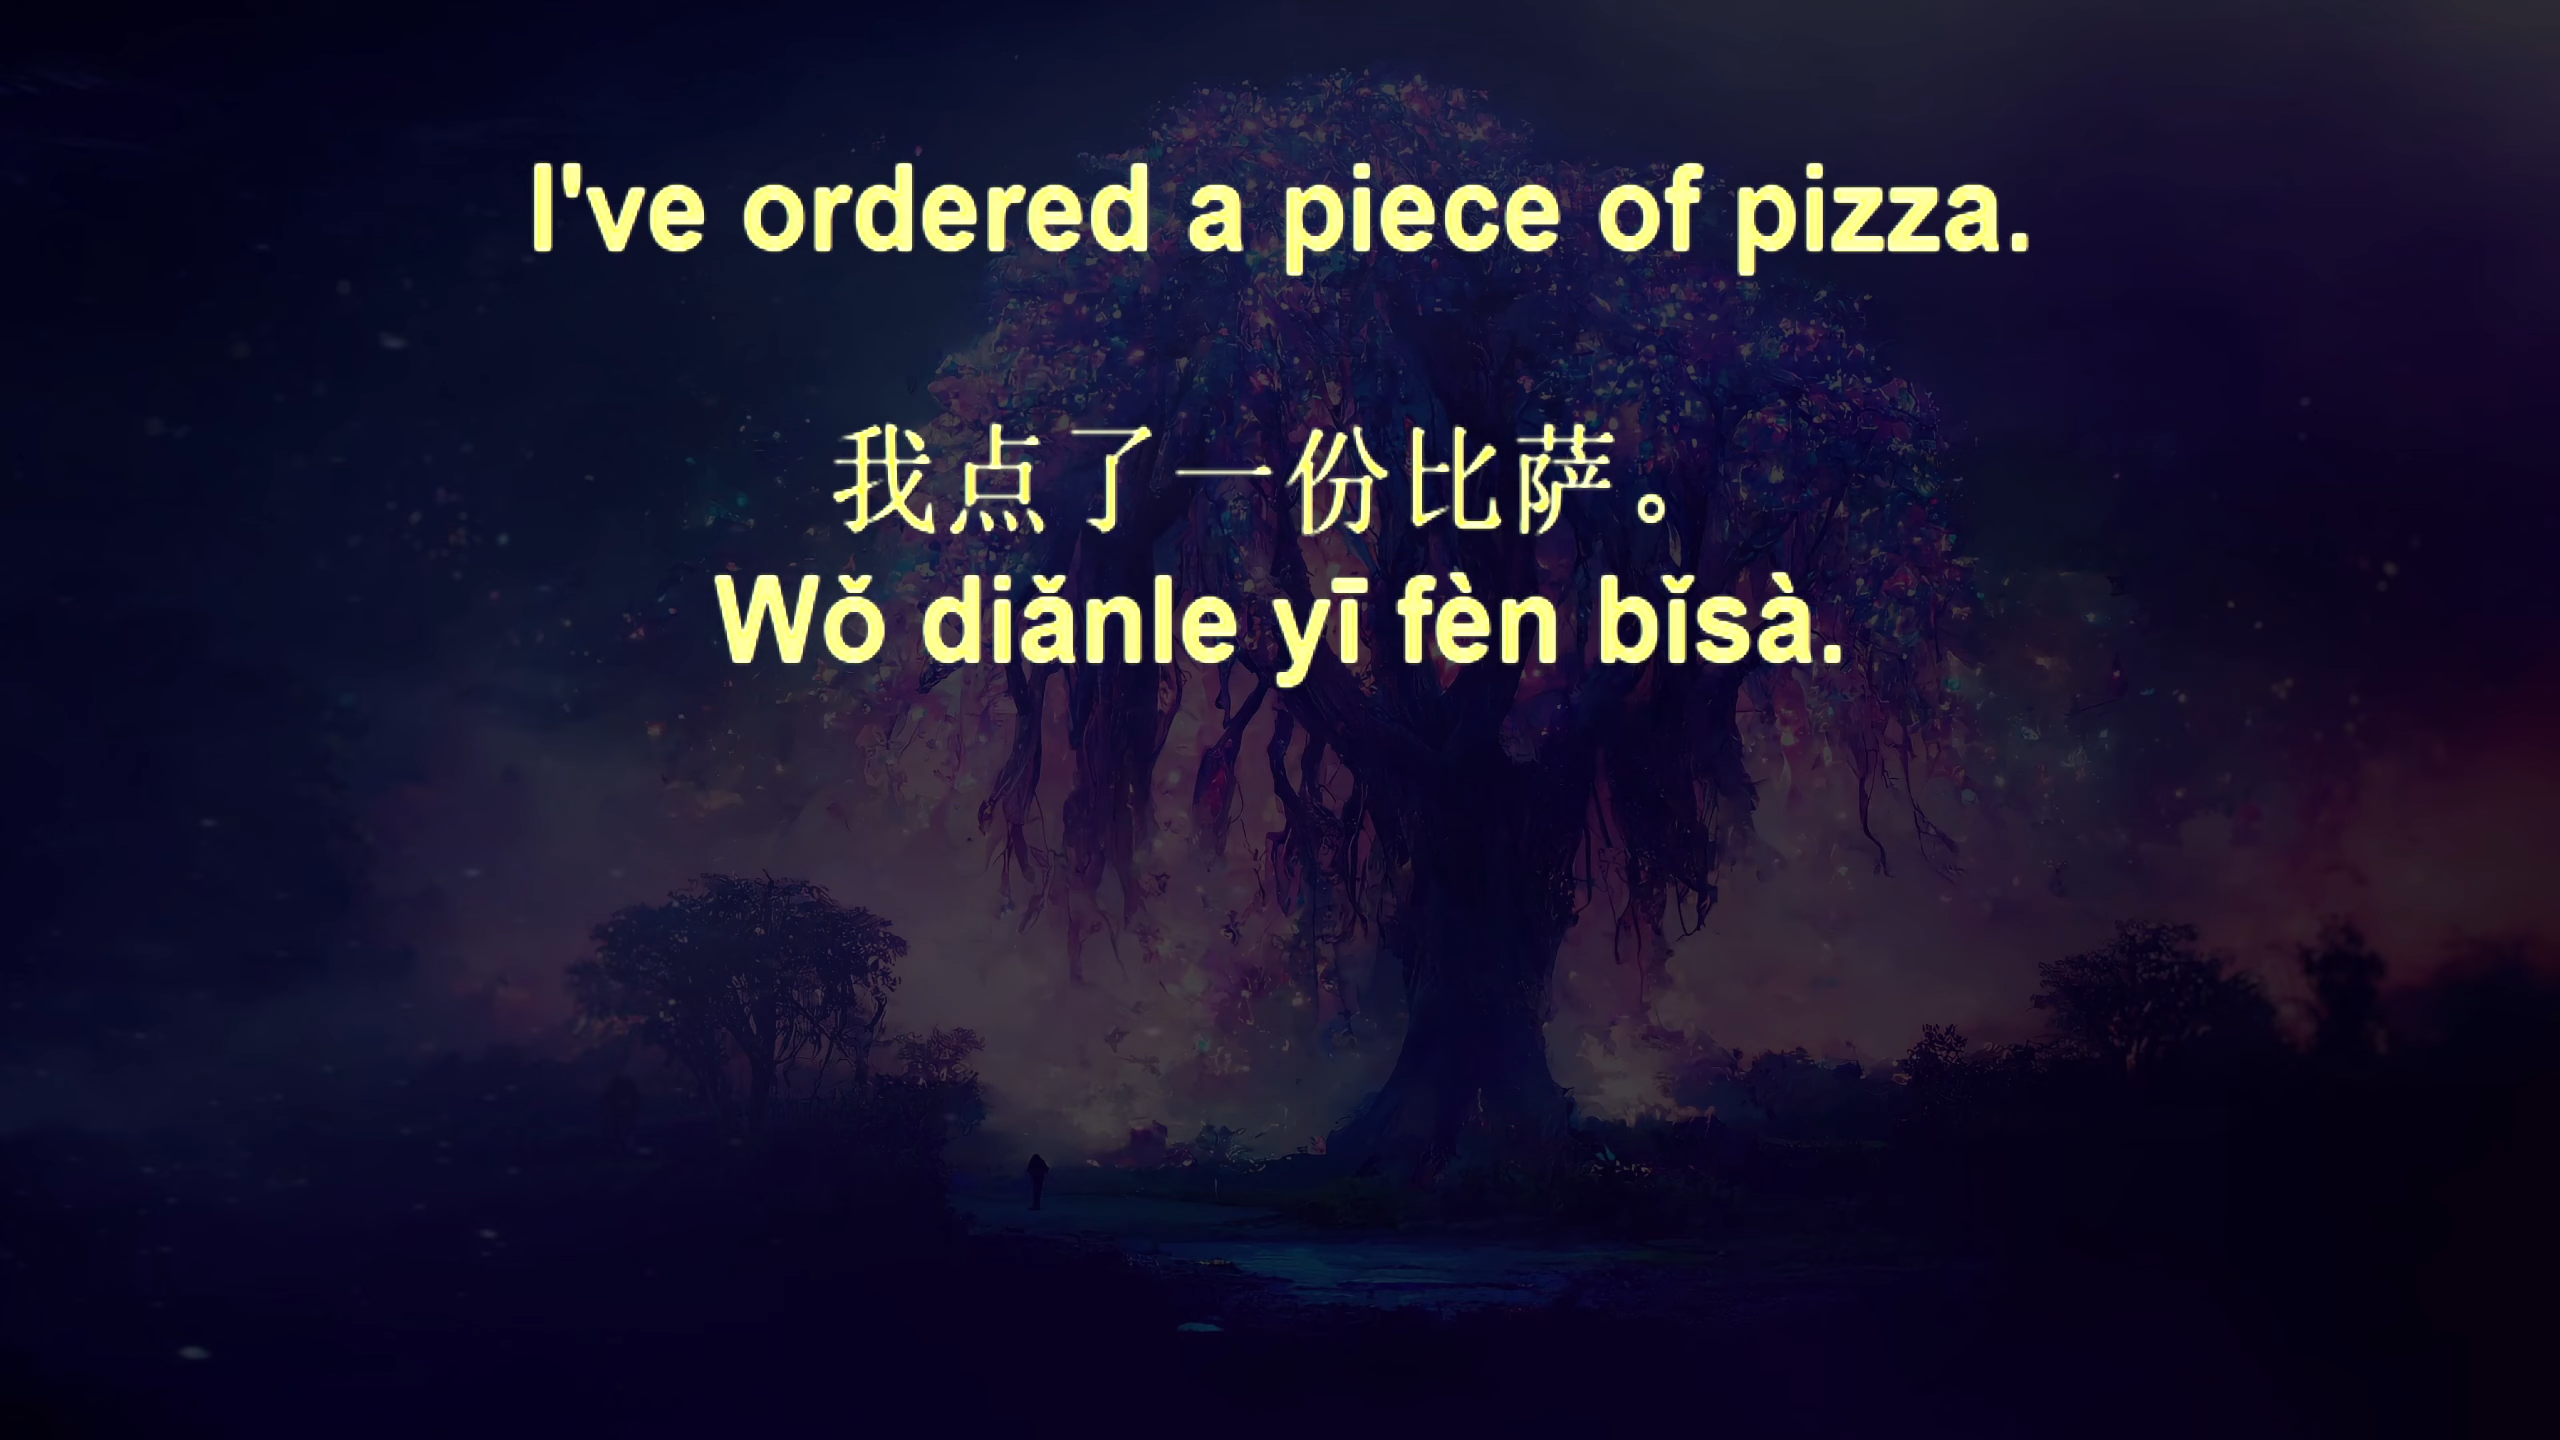 I've ordered a piece of pizza.
我点了一份比萨。
Wǒ diǎnle yī fèn bǐsà.